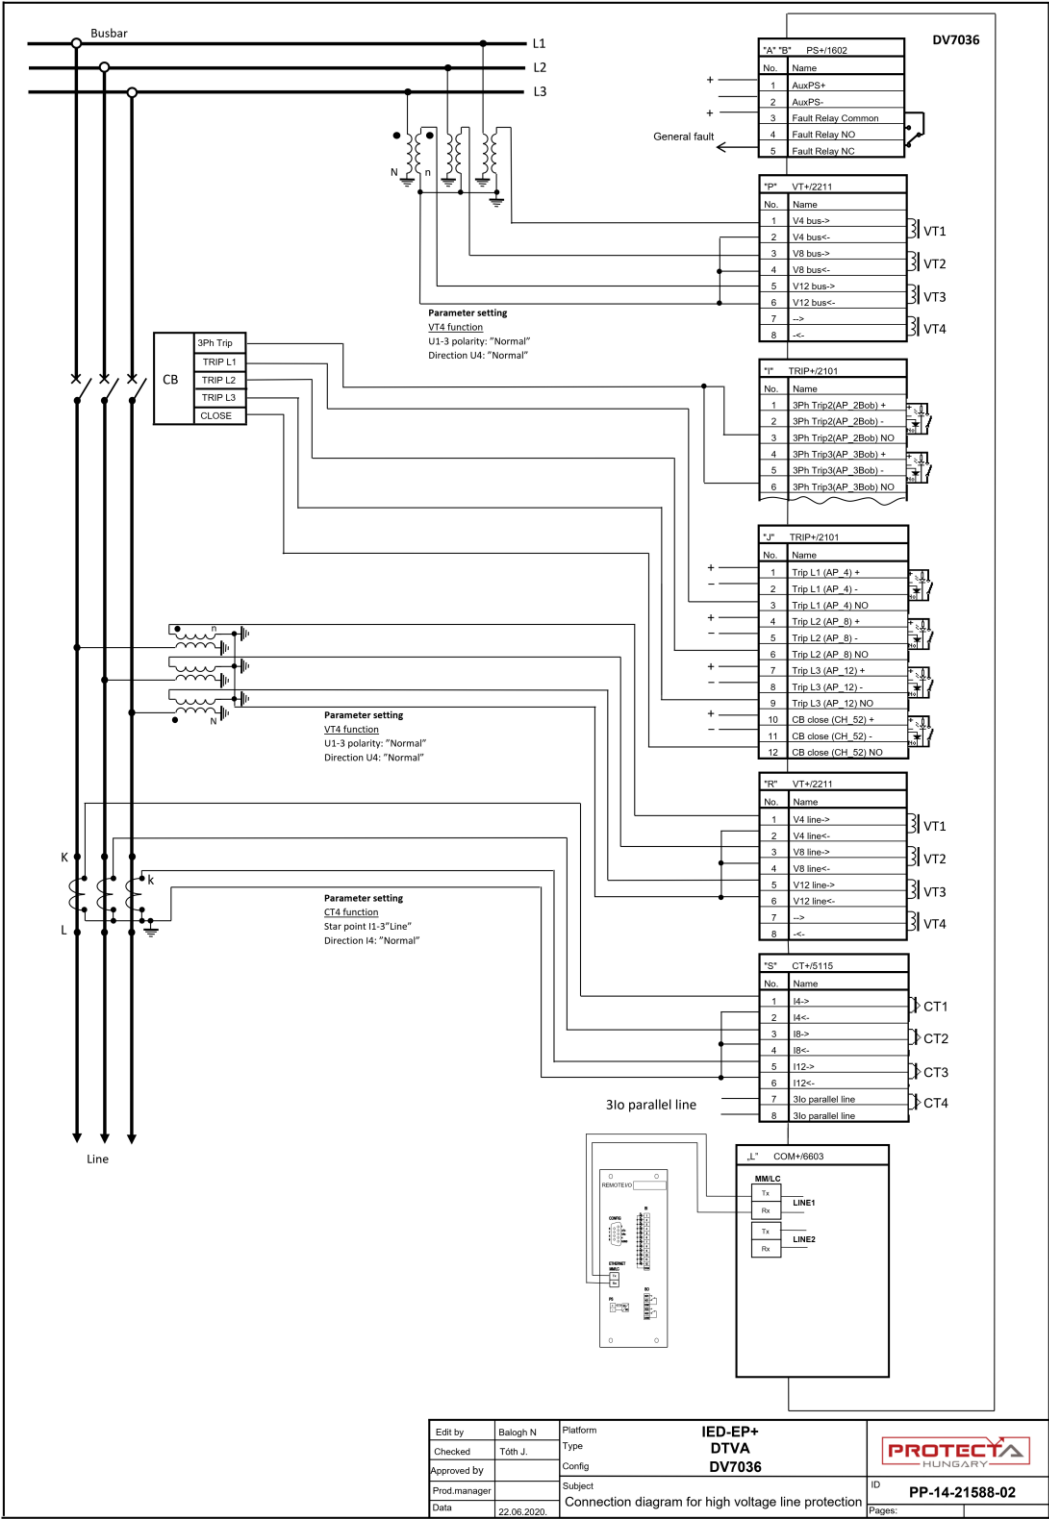 Busbar
L1
L2
L3
DV7036
"A" "B" PS+/1602
No. Name
+
1 AuxPS+
2 AuxPS-
+
3 Fault Relay Common
General fault
4 Fault Relay NO
5 Fault Relay NC
N
n
"P" VT+/2211
No. Name
1 V4 bus->
2 V4 bus<-
3 V8 bus->
4 V8 bus<-
5 V12 bus->
6 V12 bus<-
7 -->
8 -<-
VT1
VT2
VT3
VT4
Parameter setting
VT4 function
U1-3 polarity: "Normal"
Direction U4: "Normal"
CB
3Ph Trip
TRIP L1
TRIP L2
TRIP L3
CLOSE
"I" TRIP+/2101
No. Name
1 3Ph Trip2(AP_2Bob) +
2 3Ph Trip2(AP_2Bob) -
3 3Ph Trip2(AP_2Bob) NO
4 3Ph Trip3(AP_3Bob) +
5 3Ph Trip3(AP_3Bob) -
6 3Ph Trip3(AP_3Bob) NO
"J" TRIP+/2101
No. Name
+ 1 Trip L1 (AP_4) +
− 2 Trip L1 (AP_4) -
3 Trip L1 (AP_4) NO
+ 4 Trip L2 (AP_8) +
− 5 Trip L2 (AP_8) -
6 Trip L2 (AP_8) NO
+ 7 Trip L3 (AP_12) +
− 8 Trip L3 (AP_12) -
9 Trip L3 (AP_12) NO
+ 10 CB close (CH_52) +
− 11 CB close (CH_52) -
12 CB close (CH_52) NO
n
N
Parameter setting
VT4 function
U1-3 polarity: "Normal"
Direction U4: "Normal"
"R" VT+/2211
No. Name
1 V4 line->
2 V4 line<-
3 V8 line->
4 V8 line<-
5 V12 line->
6 V12 line<-
7 -->
8 -<-
VT1
VT2
VT3
VT4
K
k
L
Parameter setting
CT4 function
Star point I1-3"Line"
Direction I4: "Normal"
"S" CT+/5115
No. Name
1 I4->
2 I4<-
3 I8->
4 I8<-
5 I12->
6 I12<-
7 3Io parallel line
8 3Io parallel line
CT1
CT2
CT3
CT4
3Io parallel line
Line
„L" COM+/6603
MM/LC
Tx
Rx
LINE1
Tx
Rx
LINE2
REMOTEVO
CONFIG
ETHERNET
MM/LC
Tx
Rx
Edit by Balogh N
Checked Tóth J.
Approved by
Prod.manager
Data 22.06.2020.
Platform IED-EP+
Type DTVA
Config DV7036
Subject
Connection diagram for high voltage line protection
PROTECTA
HUNGARY
ID PP-14-21588-02
Pages: